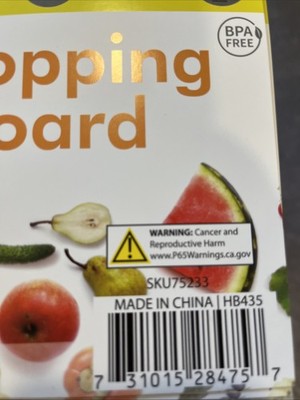 BPA
FREE
opping
oard
WARNING: Cancer and
Reproductive Harm
www.P65Warnings.ca.gov
SKU75233
MADE IN CHINA | HB435
7 31015 28475 7